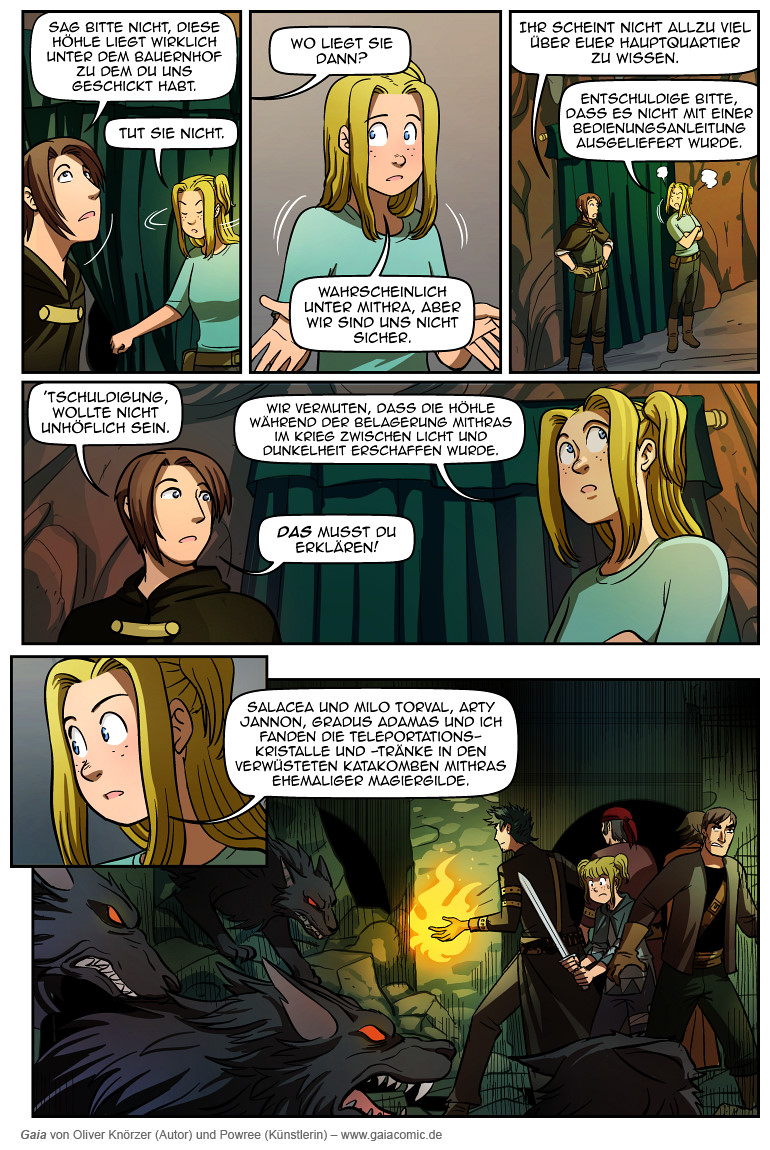 SAG BITTE NICHT, DIESE
HÖHLE LIEGT WIRKLICH
UNTER DEM BAUERNHOF
ZU DEM DU UNS
GESCHICKT HABT.
TUT SIE NICHT.
WO LIEGT SIE
DANN?
WAHRSCHEINLICH
UNTER MITHRA, ABER
WIR SIND UNS NICHT
SICHER.
IHR SCHEINT NICHT ALLZU VIEL
ÜBER EUER HAUPTQUARTIER
ZU WISSEN.
ENTSCHULDIGE BITTE,
DASS ES NICHT MIT EINER
BEDIENUNGSANLEITUNG
AUSGELIEFERT WURDE.
'TSCHULDIGUNG,
WOLLTE NICHT
UNHÖFLICH SEIN.
WIR VERMUTEN, DASS DIE HÖHLE
WÄHREND DER BELAGERUNG MITHRAS
IM KRIEG ZWISCHEN LICHT UND
DUNKELHEIT ERSCHAFFEN WURDE.
DAS MUSST DU
ERKLÄREN!
SALACEA UND MILO TORVAL, ARTY
JANNON, GRADUS ADAMAS UND ICH
FANDEN DIE TELEPORTATIONS-
KRISTALLE UND -TRÄNKE IN DEN
VERWÜSTETEN KATAKOMBEN MITHRAS
EHEMALIGER MAGIERGILDE.
Gaia von Oliver Knörzer (Autor) und Powree (Künstlerin) – www.gaiacomic.de